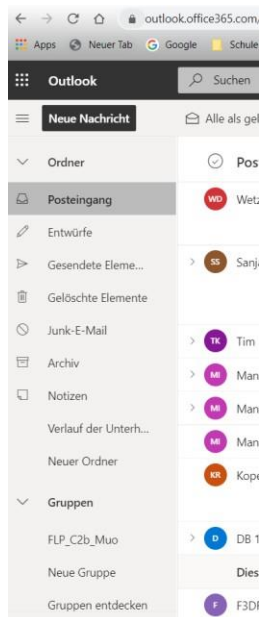 outlook.office365.com/
Apps Neuer Tab Google Schule
Outlook Suchen
Neue Nachricht Alle als gel
Ordner Pos
Posteingang WD Wetz
Entwürfe
Gesendete Eleme... SS Sanja
Gelöschte Elemente
Junk-E-Mail TK Tim
Archiv MI Man
Notizen MI Man
Verlauf der Unterh... MI Man
Neuer Ordner KR Kope
Gruppen
FLP_C2b_Muo D DB 1
Neue Gruppe Dies
Gruppen entdecken F F3DF